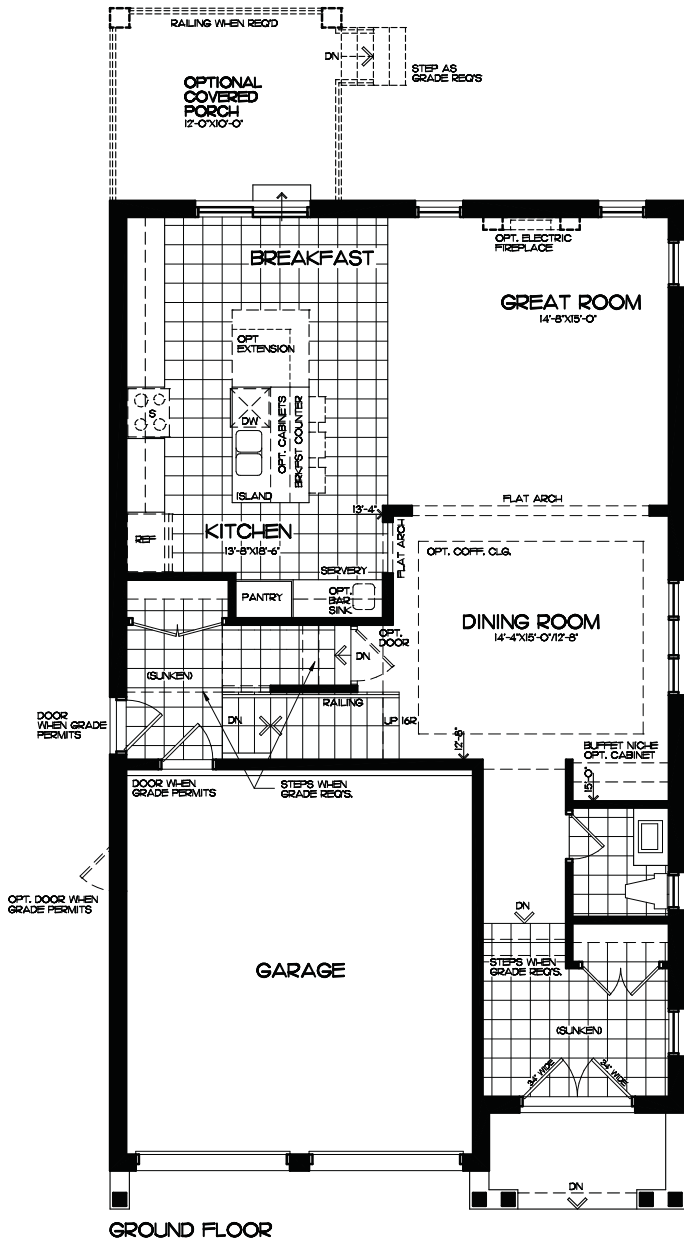 RAILING WHEN REQ'D
DN
STEP AS
GRADE REQ'S
OPTIONAL
COVERED
PORCH
12'-0"X10'-0"
OPT. ELECTRIC
FIREPLACE
BREAKFAST
GREAT ROOM
14'-8"X15'-0"
OPT
EXTENSION
S
DW
OPT. CABINETS
BRKFST COUNTER
ISLAND
FLAT ARCH
13'-4"
KITCHEN
13'-8"X18'-6"
REF
FLAT ARCH
OPT. COFF. CLG.
SERVERY
PANTRY
OPT.
BAR
SINK
DINING ROOM
14'-4"X15'-0"/12'-8"
OPT.
DOOR
DN
(SUNKEN)
RAILING
DN
UP 16R
DOOR
WHEN GRADE
PERMITS
12'-8"
BUFFET NICHE
OPT. CABINET
15'-0"
DOOR WHEN
GRADE PERMITS
STEPS WHEN
GRADE REQ'S.
OPT. DOOR WHEN
GRADE PERMITS
DN
STEPS WHEN
GRADE REQ'S.
GARAGE
(SUNKEN)
34" WIDE
34" WIDE
DN
GROUND FLOOR